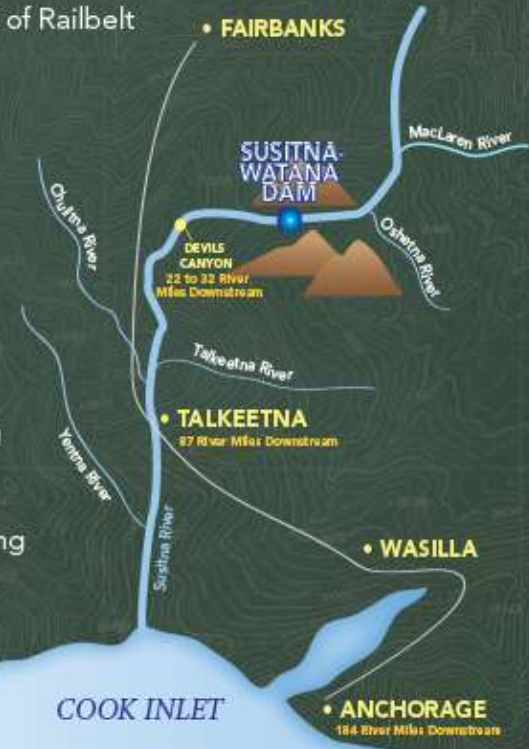 of Railbelt
FAIRBANKS
MacLaren River
SUSITNA-
WATANA
DAM
Chulitna River
Oshetna River
DEVILS
CANYON
22 to 32 River
Miles Downstream
Talkeetna River
TALKEETNA
87 River Miles Downstream
Yentna River
Susitna River
ng
WASILLA
COOK INLET
ANCHORAGE
184 River Miles Downstream